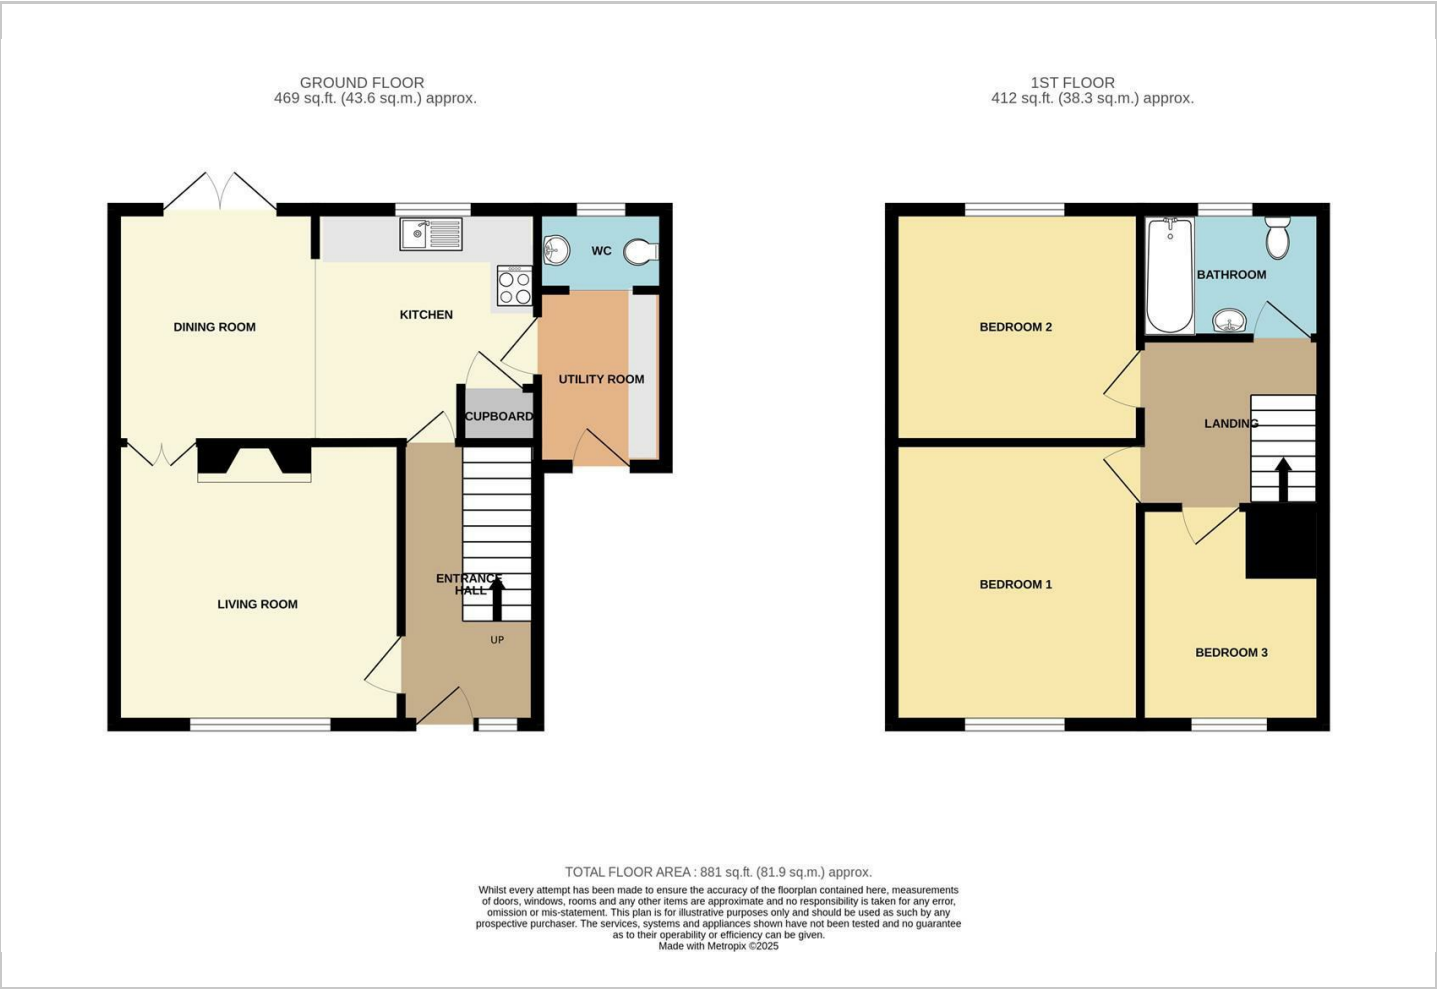 GROUND FLOOR
469 sq.ft. (43.6 sq.m.) approx.
1ST FLOOR
412 sq.ft. (38.3 sq.m.) approx.
DINING ROOM
KITCHEN
WC
UTILITY ROOM
CUPBOARD
LIVING ROOM
ENTRANCE
HALL
UP
BEDROOM 2
BATHROOM
LANDING
BEDROOM 1
BEDROOM 3
TOTAL FLOOR AREA : 881 sq.ft. (81.9 sq.m.) approx.
Whilst every attempt has been made to ensure the accuracy of the floorplan contained here, measurements
of doors, windows, rooms and any other items are approximate and no responsibility is taken for any error,
omission or mis-statement. This plan is for illustrative purposes only and should be used as such by any
prospective purchaser. The services, systems and appliances shown have not been tested and no guarantee
as to their operability or efficiency can be given.
Made with Metropix ©2025